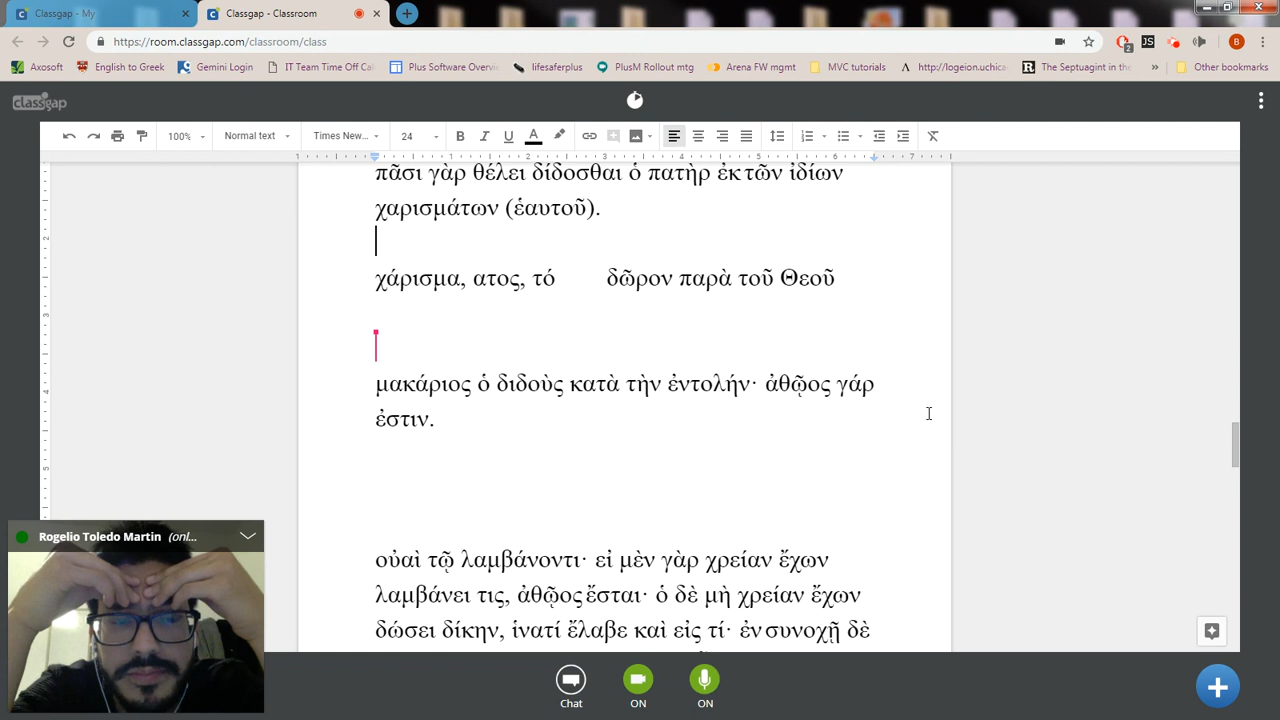 Classgap - My
Classgap - Classroom
https://room.classgap.com/classroom/class
Axosoft
English to Greek
Gemini Login
IT Team Time Off Ca
Plus Software Overvi
lifesaferplus
PlusM Rollout mtg
Arena FW mgmt
MVC tutorials
http://logeion.uchica
The Septuagint in the
»
Other bookmarks
classgap
100%
Normal text
Times New...
24
πᾶσι γὰρ θέλει δίδοσθαι ὁ πατὴρ ἐκ τῶν ἰδίων
χαρισμάτων (ἑαυτοῦ).
χάρισμα, ατος, τό δῶρον παρὰ τοῦ Θεοῦ
μακάριος ὁ διδοὺς κατὰ τὴν ἐντολήν· ἀθῷος γάρ
ἐστιν.
οὐαὶ τῷ λαμβάνοντι· εἰ μὲν γὰρ χρείαν ἔχων
λαμβάνει τις, ἀθῷος ἔσται· ὁ δὲ μὴ χρείαν ἔχων
δώσει δίκην, ἱνατί ἔλαβε καὶ εἰς τί· ἐν συνοχῇ δὲ
Rogelio Toledo Martin (onl...
Chat
ON
ON